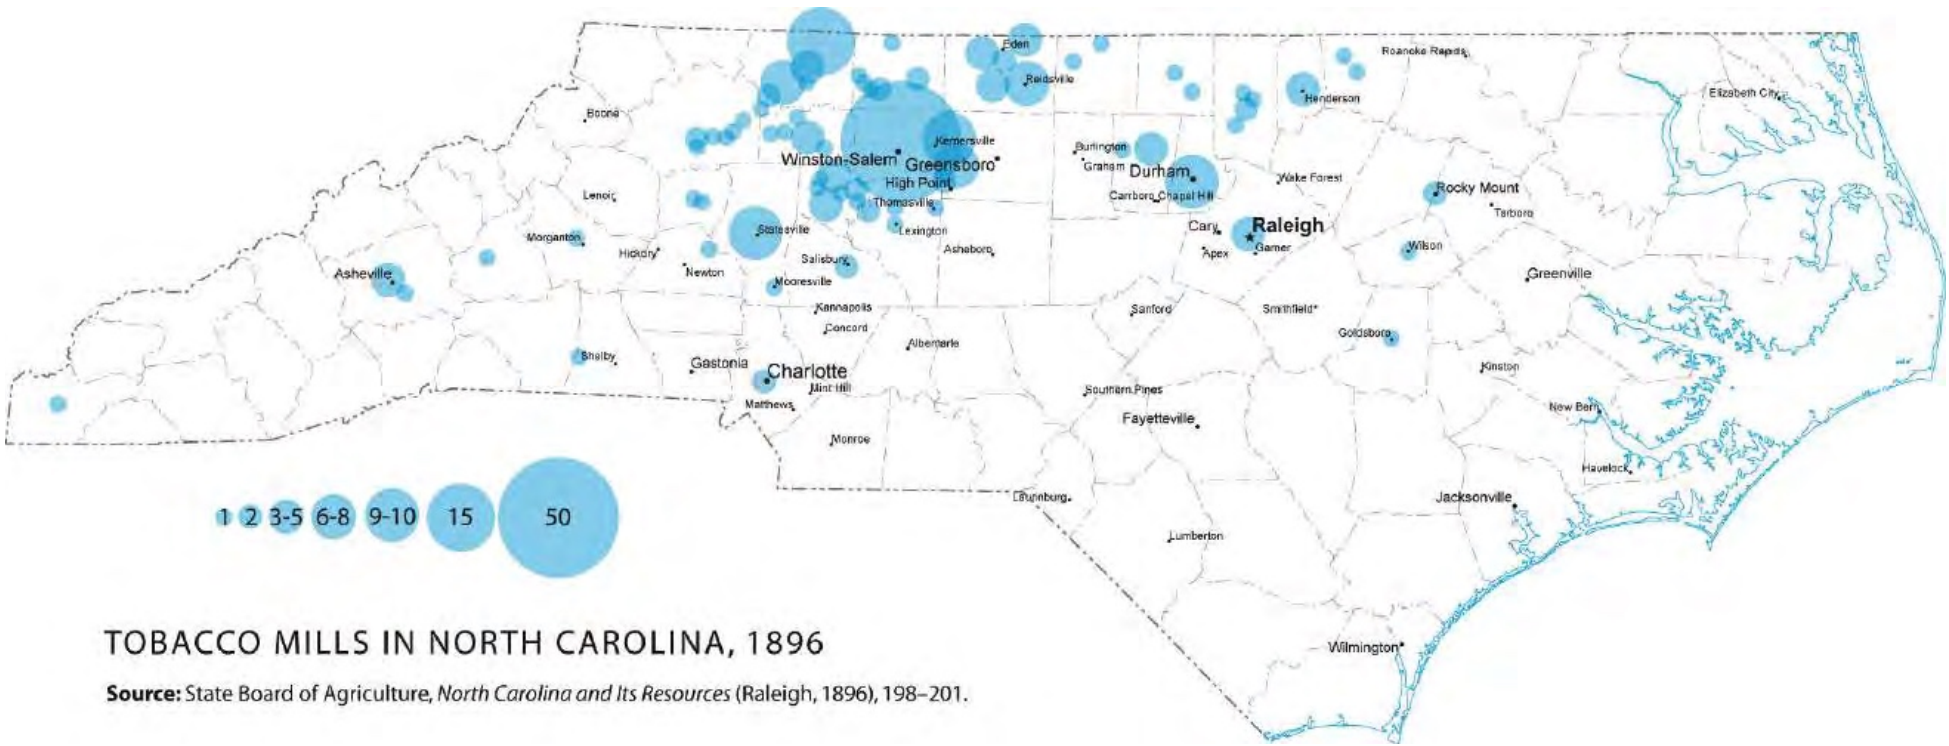 Eden
Roanoke Rapids
Reidsville
Elizabeth City
Henderson
Boone
Kernersville
Burlington
Winston-Salem
Greensboro
Graham
Durham
High Point
Wake Forest
Rocky Mount
Lenoir
Carrboro
Chapel Hill
Thomasville
Tarboro
Statesville
Lexington
Cary
Raleigh
Morganton
Hickory
Asheboro
Apex
Garner
Wilson
Salisbury
Asheville
Newton
Greenville
Mooresville
Kannapolis
Sanford
Smithfield
Concord
Goldsboro
Albemarle
Shelby
Gastonia
Charlotte
Kinston
Mint Hill
Southern Pines
Matthews
New Bern
Fayetteville
Monroe
Havelock
Laurinburg
Jacksonville
1 2 3-5 6-8 9-10 15 50
Lumberton
TOBACCO MILLS IN NORTH CAROLINA, 1896
Wilmington
Source: State Board of Agriculture, North Carolina and Its Resources (Raleigh, 1896), 198–201.